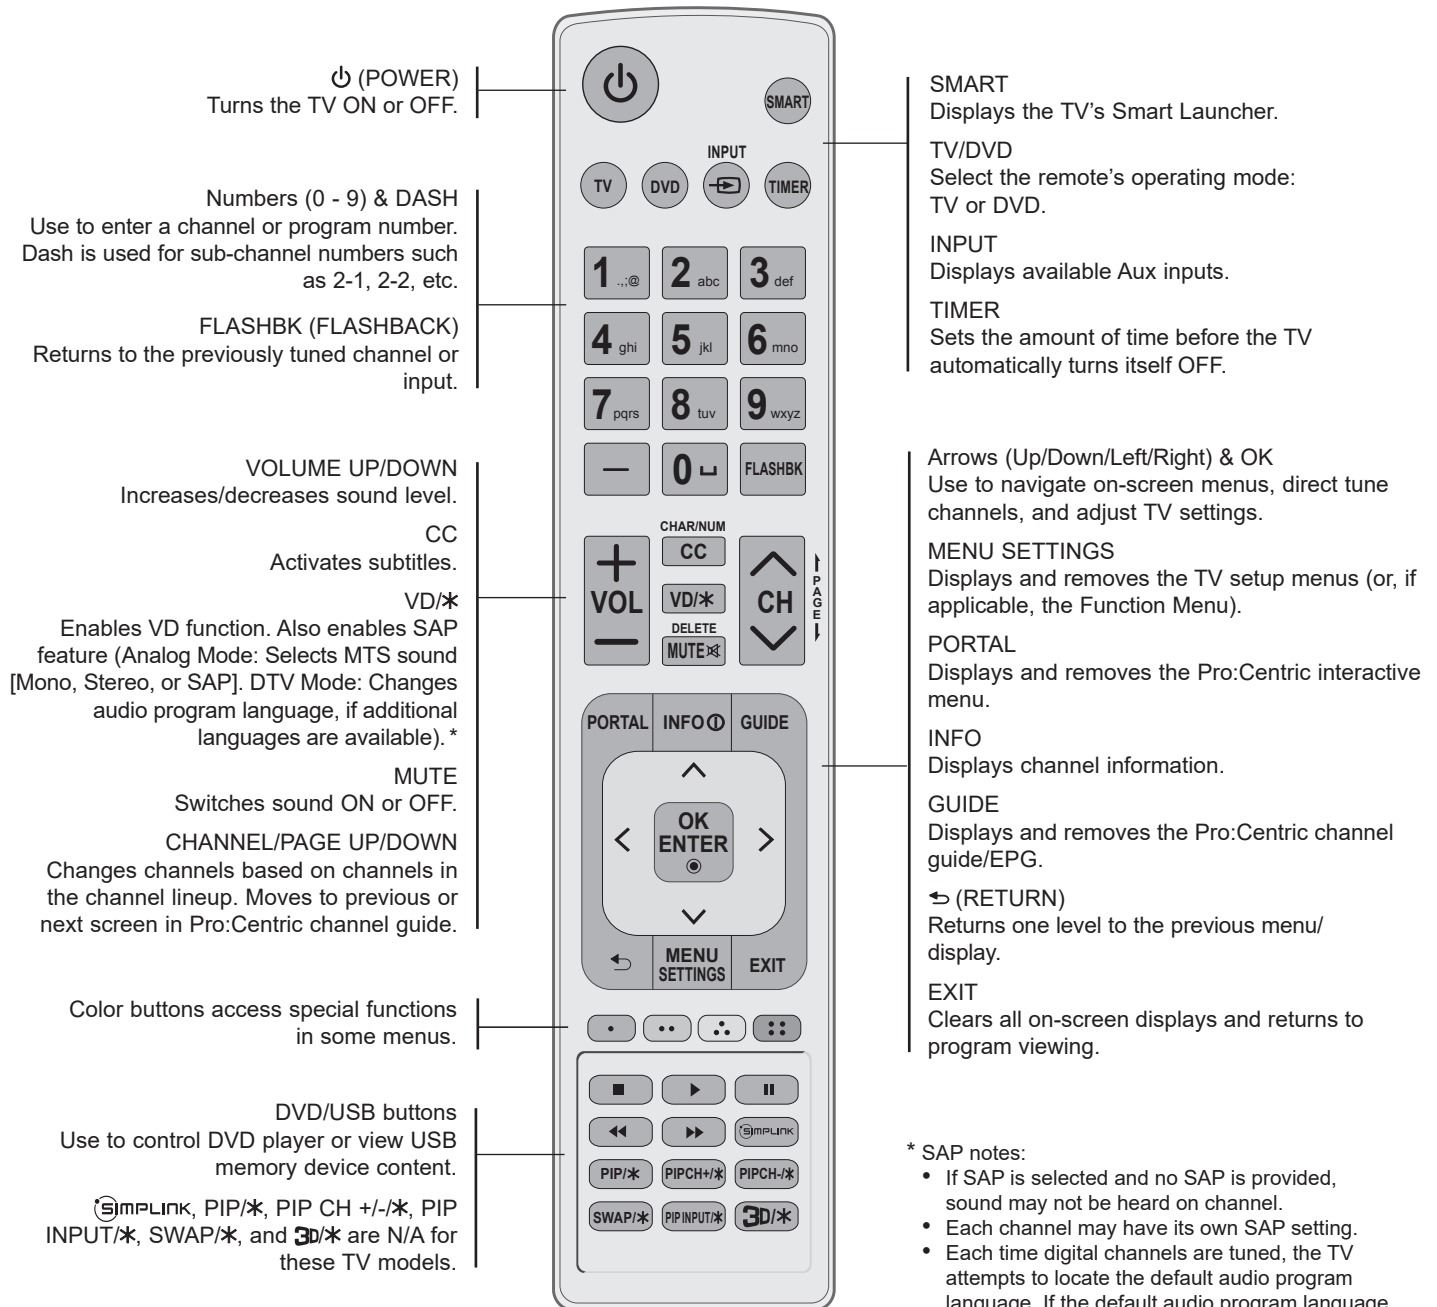 (POWER)
Turns the TV ON or OFF.
Numbers (0 - 9) & DASH
Use to enter a channel or program number.
Dash is used for sub-channel numbers such
as 2-1, 2-2, etc.
FLASHBK (FLASHBACK)
Returns to the previously tuned channel or
input.
VOLUME UP/DOWN
Increases/decreases sound level.
CC
Activates subtitles.
VD/*
Enables VD function. Also enables SAP
feature (Analog Mode: Selects MTS sound
[Mono, Stereo, or SAP]. DTV Mode: Changes
audio program language, if additional
languages are available). *
MUTE
Switches sound ON or OFF.
CHANNEL/PAGE UP/DOWN
Changes channels based on channels in
the channel lineup. Moves to previous or
next screen in Pro:Centric channel guide.
Color buttons access special functions
in some menus.
DVD/USB buttons
Use to control DVD player or view USB
memory device content.
SIMPLINK, PIP/*, PIP CH +/-/*, PIP
INPUT/*, SWAP/*, and 3D/* are N/A for
these TV models.
SMART
INPUT
TV DVD TIMER
1 .,;@ 2 abc 3 def
4 ghi 5 jkl 6 mno
7 pqrs 8 tuv 9 wxyz
— 0 FLASHBK
CHAR/NUM
CC
+ VOL —
VD/*
CH
PAGE
DELETE
MUTE
PORTAL INFO GUIDE
OK
ENTER
MENU
SETTINGS
EXIT
SIMPLINK
PIP/* PIPCH+/* PIPCH-/*
SWAP/* PIP INPUT/* 3D/*
SMART
Displays the TV's Smart Launcher.
TV/DVD
Select the remote's operating mode:
TV or DVD.
INPUT
Displays available Aux inputs.
TIMER
Sets the amount of time before the TV
automatically turns itself OFF.
Arrows (Up/Down/Left/Right) & OK
Use to navigate on-screen menus, direct tune
channels, and adjust TV settings.
MENU SETTINGS
Displays and removes the TV setup menus (or, if
applicable, the Function Menu).
PORTAL
Displays and removes the Pro:Centric interactive
menu.
INFO
Displays channel information.
GUIDE
Displays and removes the Pro:Centric channel
guide/EPG.
(RETURN)
Returns one level to the previous menu/
display.
EXIT
Clears all on-screen displays and returns to
program viewing.
* SAP notes:
• If SAP is selected and no SAP is provided,
sound may not be heard on channel.
• Each channel may have its own SAP setting.
• Each time digital channels are tuned, the TV
attempts to locate the default audio program
language. If the default audio program language